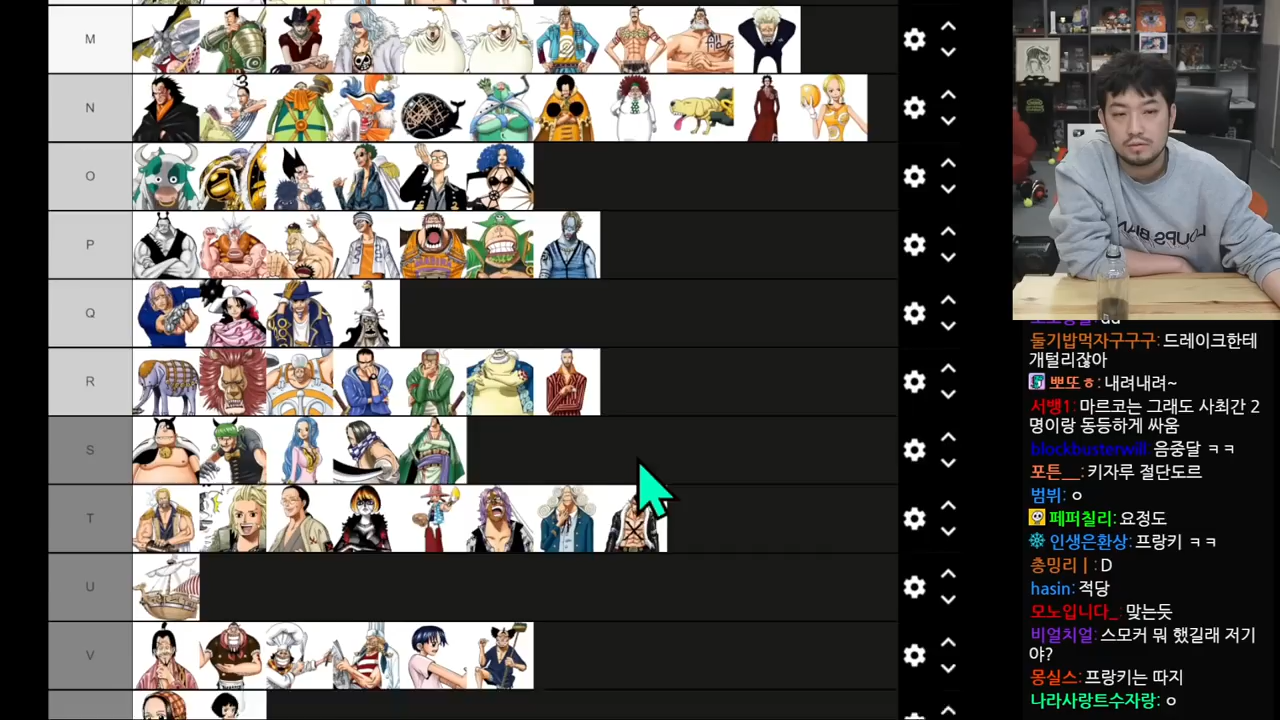 M
N
O
P
Q
R
S
T
U
V
둘기밥먹자구구구: 드레이크한테
개털리잖아
뽀또ㅎ: 내려내려~
서뱅1: 마르코는 그래도 사최간 2
명이랑 동등하게 싸움
blockbusterwill: 음중달 ㅋㅋ
포튼__: 키자루 절단도르
범뷔: ㅇ
페퍼칠리: 요정도
인생은환상: 프랑키 ㅋㅋ
총밍리ㅣ: D
hasin: 적당
모노입니다_: 맞는듯
비얼치얼: 스모커 뭐 했길래 저기
야?
몽실스: 프랑키는 따지
나라사랑트수자랑: ㅇ